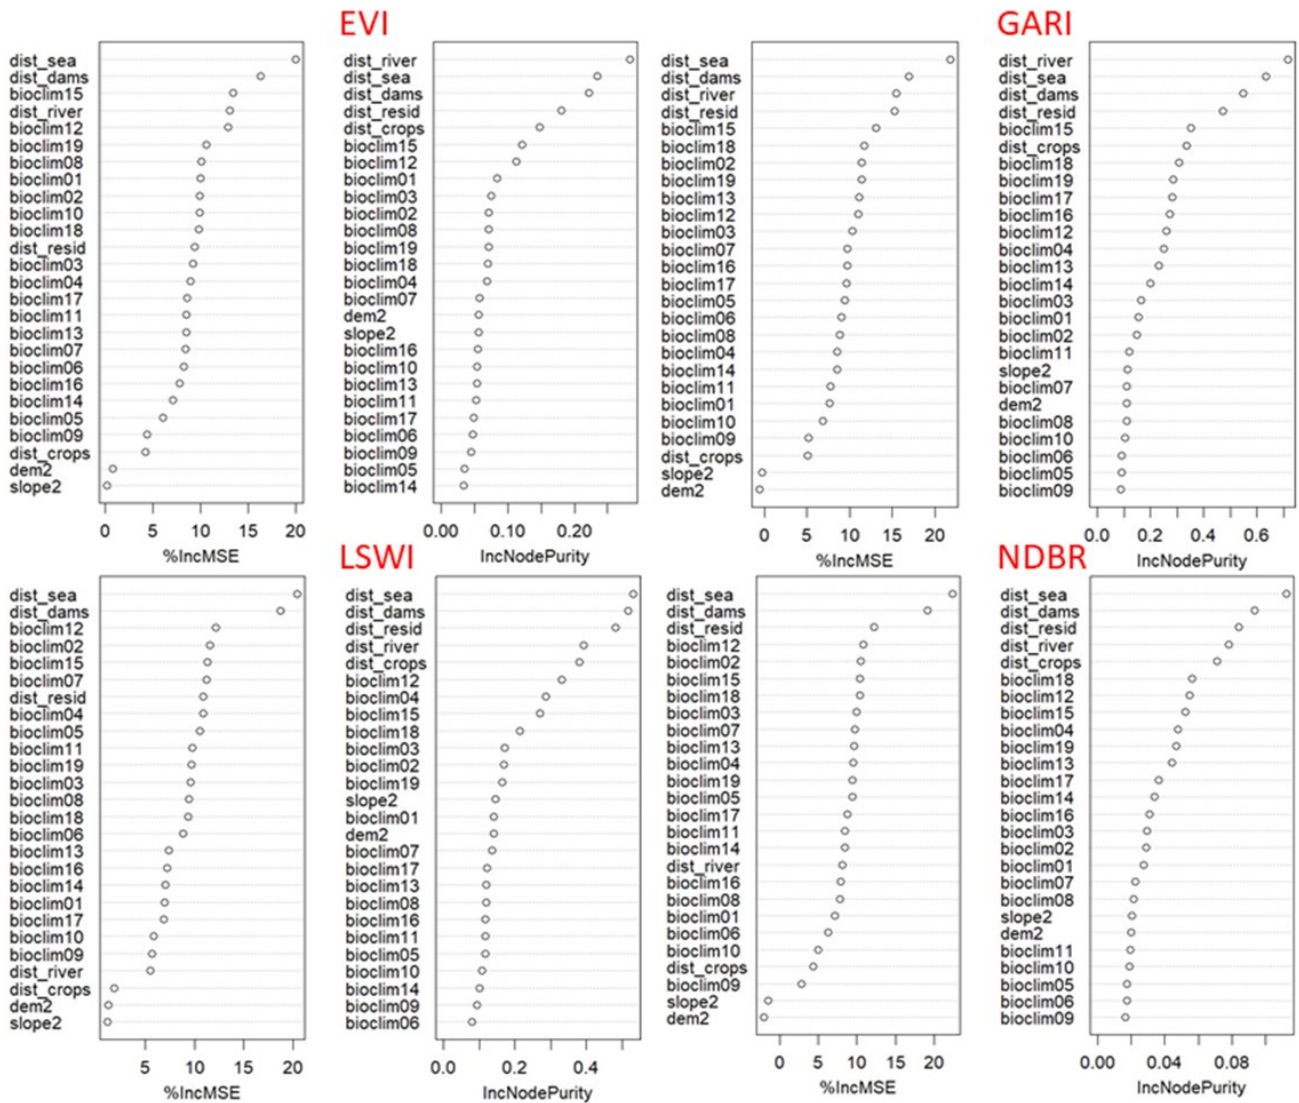 EVI
dist_sea
dist_dams
bioclim15
dist_river
bioclim12
bioclim19
bioclim08
bioclim01
bioclim02
bioclim10
bioclim18
dist_resid
bioclim03
bioclim04
bioclim17
bioclim11
bioclim13
bioclim07
bioclim06
bioclim16
bioclim14
bioclim05
bioclim09
dist_crops
dem2
slope2
0 5 10 15 20
%IncMSE
dist_river
dist_sea
dist_dams
dist_resid
dist_crops
bioclim15
bioclim12
bioclim01
bioclim03
bioclim02
bioclim08
bioclim19
bioclim18
bioclim04
bioclim07
dem2
slope2
bioclim16
bioclim10
bioclim13
bioclim11
bioclim17
bioclim06
bioclim09
bioclim05
bioclim14
0.00 0.10 0.20
IncNodePurity
GARI
dist_sea
dist_dams
dist_river
dist_resid
bioclim15
bioclim18
bioclim02
bioclim19
bioclim13
bioclim12
bioclim03
bioclim07
bioclim16
bioclim17
bioclim05
bioclim06
bioclim08
bioclim04
bioclim14
bioclim11
bioclim01
bioclim10
bioclim09
dist_crops
slope2
dem2
0 5 10 15 20
%IncMSE
dist_river
dist_sea
dist_dams
dist_resid
bioclim15
dist_crops
bioclim18
bioclim19
bioclim17
bioclim16
bioclim12
bioclim04
bioclim13
bioclim14
bioclim03
bioclim01
bioclim02
bioclim11
slope2
bioclim07
dem2
bioclim08
bioclim10
bioclim06
bioclim05
bioclim09
0.0 0.2 0.4 0.6
IncNodePurity
LSWI
dist_sea
dist_dams
bioclim12
bioclim02
bioclim15
bioclim07
dist_resid
bioclim04
bioclim05
bioclim11
bioclim19
bioclim03
bioclim08
bioclim18
bioclim06
bioclim13
bioclim16
bioclim14
bioclim01
bioclim17
bioclim10
bioclim09
dist_river
dist_crops
dem2
slope2
5 10 15 20
%IncMSE
dist_sea
dist_dams
dist_resid
dist_river
dist_crops
bioclim12
bioclim04
bioclim15
bioclim18
bioclim03
bioclim02
bioclim19
slope2
bioclim01
dem2
bioclim07
bioclim17
bioclim13
bioclim08
bioclim16
bioclim11
bioclim05
bioclim10
bioclim14
bioclim09
bioclim06
0.0 0.2 0.4
IncNodePurity
NDBR
dist_sea
dist_dams
dist_resid
bioclim12
bioclim02
bioclim15
bioclim18
bioclim03
bioclim07
bioclim13
bioclim04
bioclim19
bioclim05
bioclim17
bioclim11
bioclim14
dist_river
bioclim16
bioclim08
bioclim01
bioclim06
bioclim10
dist_crops
bioclim09
slope2
dem2
0 5 10 15 20
%IncMSE
dist_sea
dist_dams
dist_resid
dist_river
dist_crops
bioclim18
bioclim12
bioclim15
bioclim04
bioclim19
bioclim13
bioclim17
bioclim14
bioclim16
bioclim03
bioclim02
bioclim01
bioclim07
bioclim08
slope2
dem2
bioclim11
bioclim10
bioclim05
bioclim06
bioclim09
0.00 0.04 0.08
IncNodePurity